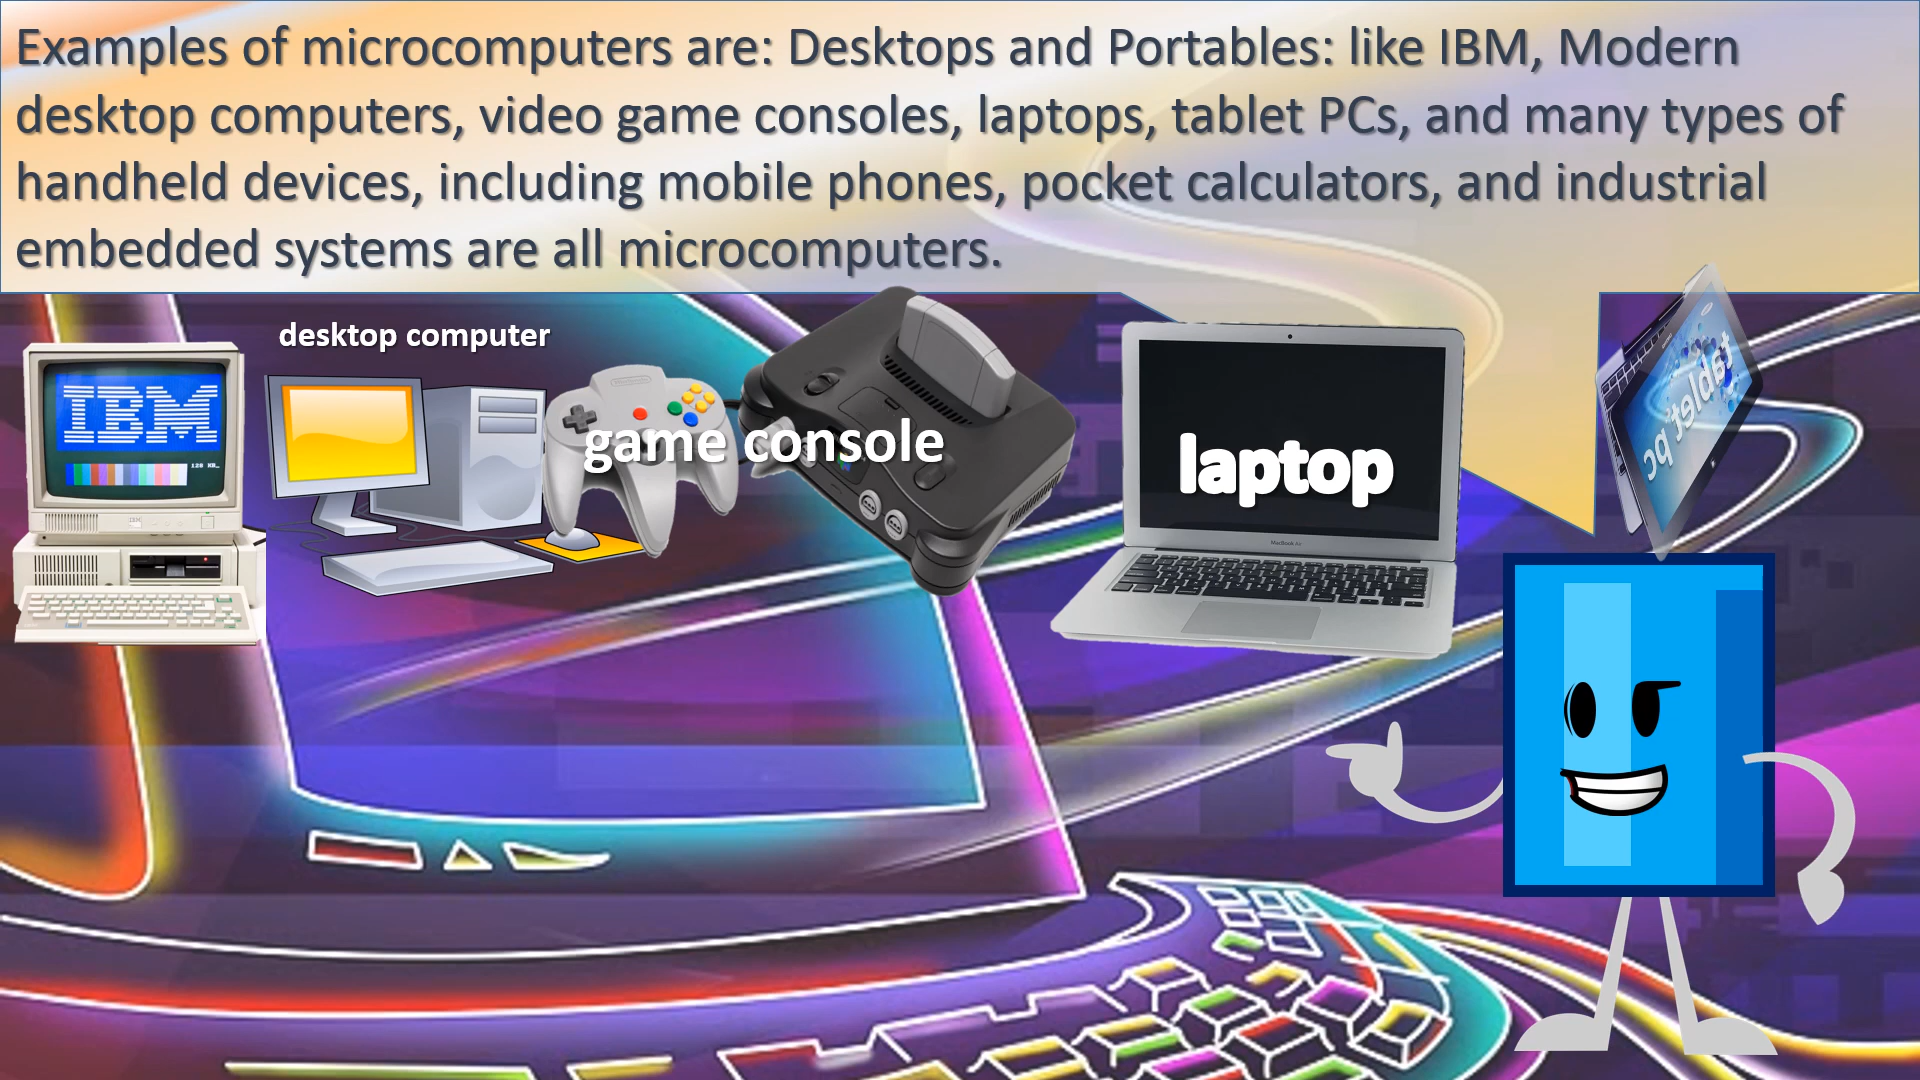 Examples of microcomputers are: Desktops and Portables: like IBM, Modern
desktop computers, video game consoles, laptops, tablet PCs, and many types of
handheld devices, including mobile phones, pocket calculators, and industrial
embedded systems are all microcomputers.
desktop computer
IBM
game console
laptop
MacBook Air
tablet pc